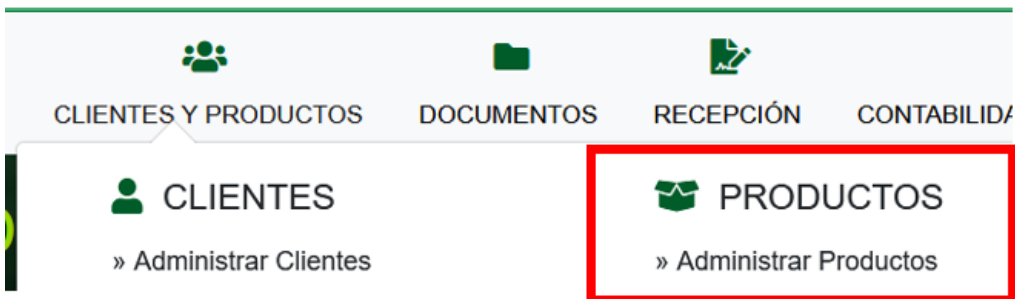 CLIENTES Y PRODUCTOS DOCUMENTOS RECEPCIÓN
CLIENTES PRODUCTOS
» Administrar Clientes » Administrar Productos